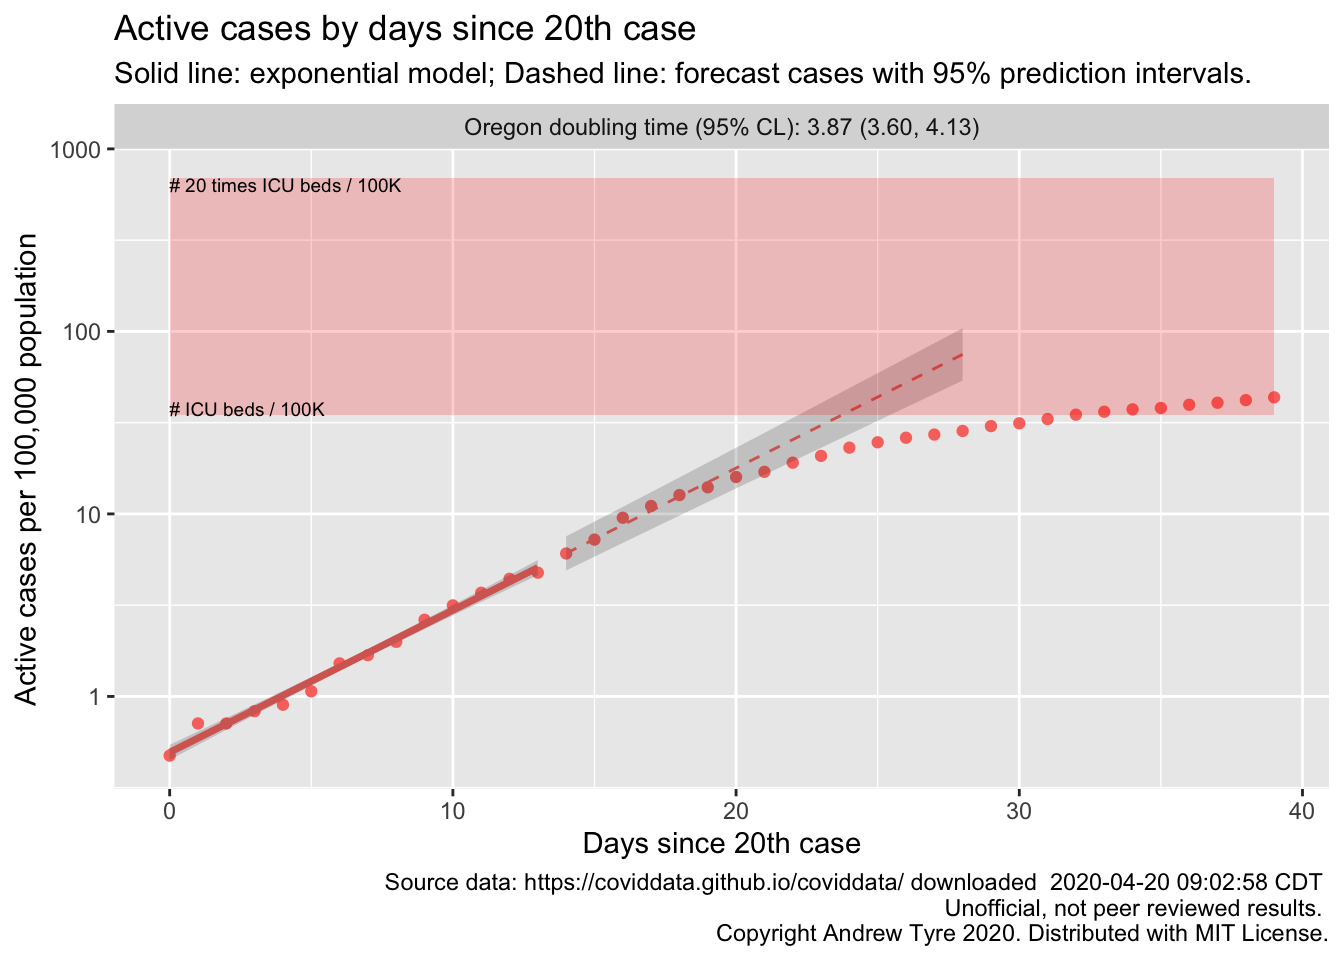 Active cases by days since 20th case
Solid line: exponential model; Dashed line: forecast cases with 95% prediction intervals.
Oregon doubling time (95% CL): 3.87 (3.60, 4.13)
1000
# 20 times ICU beds / 100K
100
# ICU beds / 100K
10
1
Active cases per 100,000 population
0 10 20 30 40
Days since 20th case
Source data: https://coviddata.github.io/coviddata/ downloaded  2020-04-20 09:02:58 CDT
Unofficial, not peer reviewed results.
Copyright Andrew Tyre 2020. Distributed with MIT License.